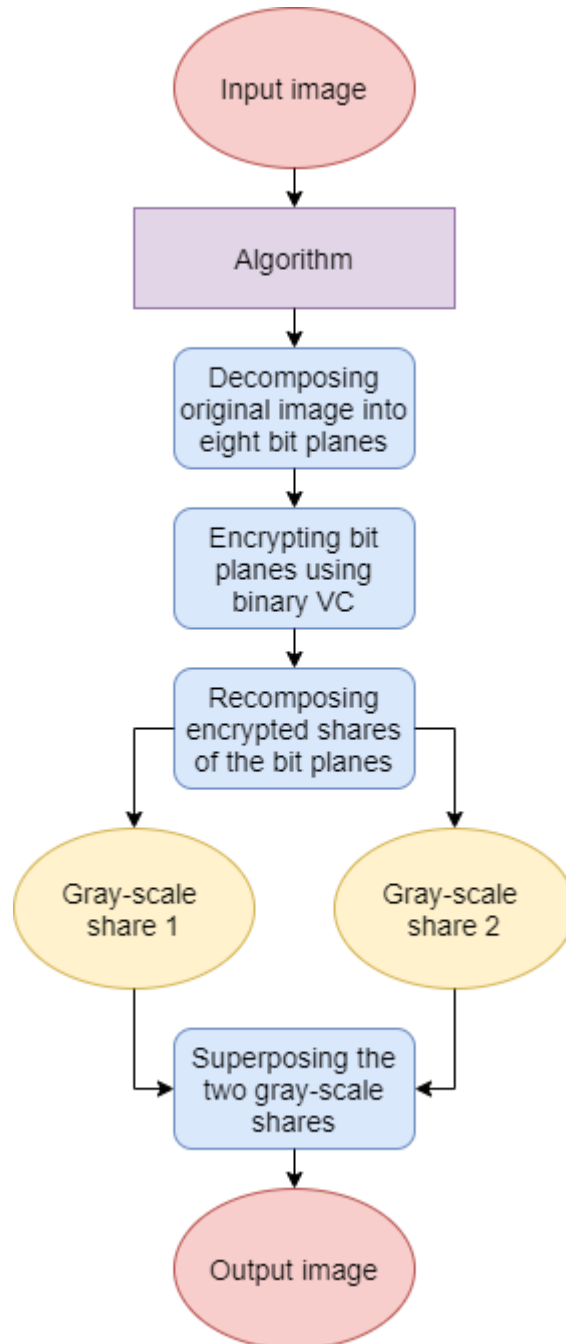 Input image
Algorithm
Decomposing
original image into
eight bit planes
Encrypting bit
planes using
binary VC
Recomposing
encrypted shares
of the bit planes
Gray-scale
share 1
Gray-scale
share 2
Superposing the
two gray-scale
shares
Output image